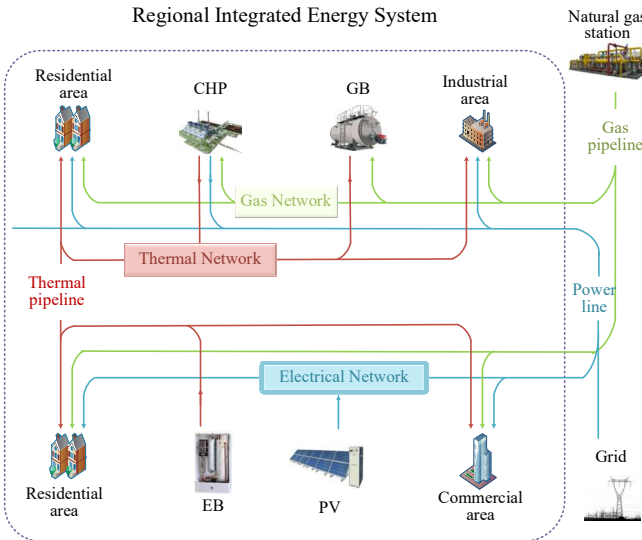 Regional Integrated Energy System
Natural gas
station
Residential
area
CHP
GB
Industrial
area
Gas
pipeline
Gas Network
Thermal Network
Thermal
pipeline
Power
line
Electrical Network
Residential
area
EB
PV
Commercial
area
Grid